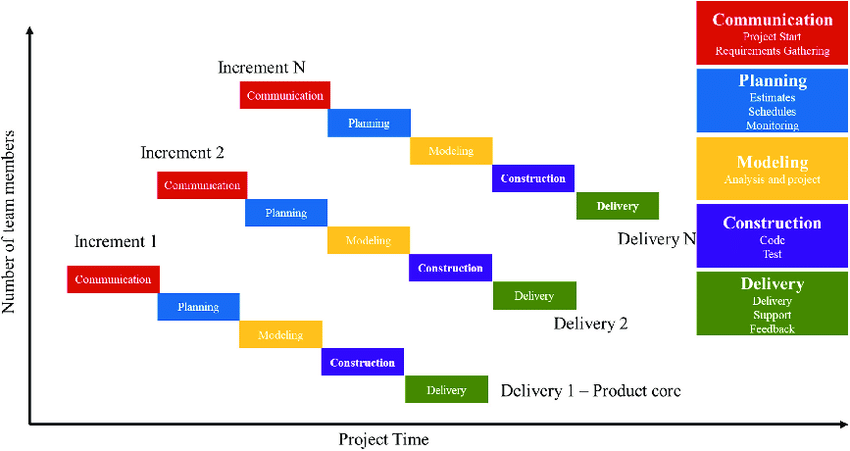 Communication
Project Start
Requirements Gathering
Planning
Estimates
Schedules
Monitoring
Modeling
Analysis and project
Construction
Code
Test
Delivery
Delivery
Support
Feedback
Number of team members
Increment N
Communication
Planning
Modeling
Construction
Delivery
Delivery N
Increment 2
Communication
Planning
Modeling
Construction
Delivery
Delivery 2
Increment 1
Communication
Planning
Modeling
Construction
Delivery
Delivery 1 – Product core
Project Time